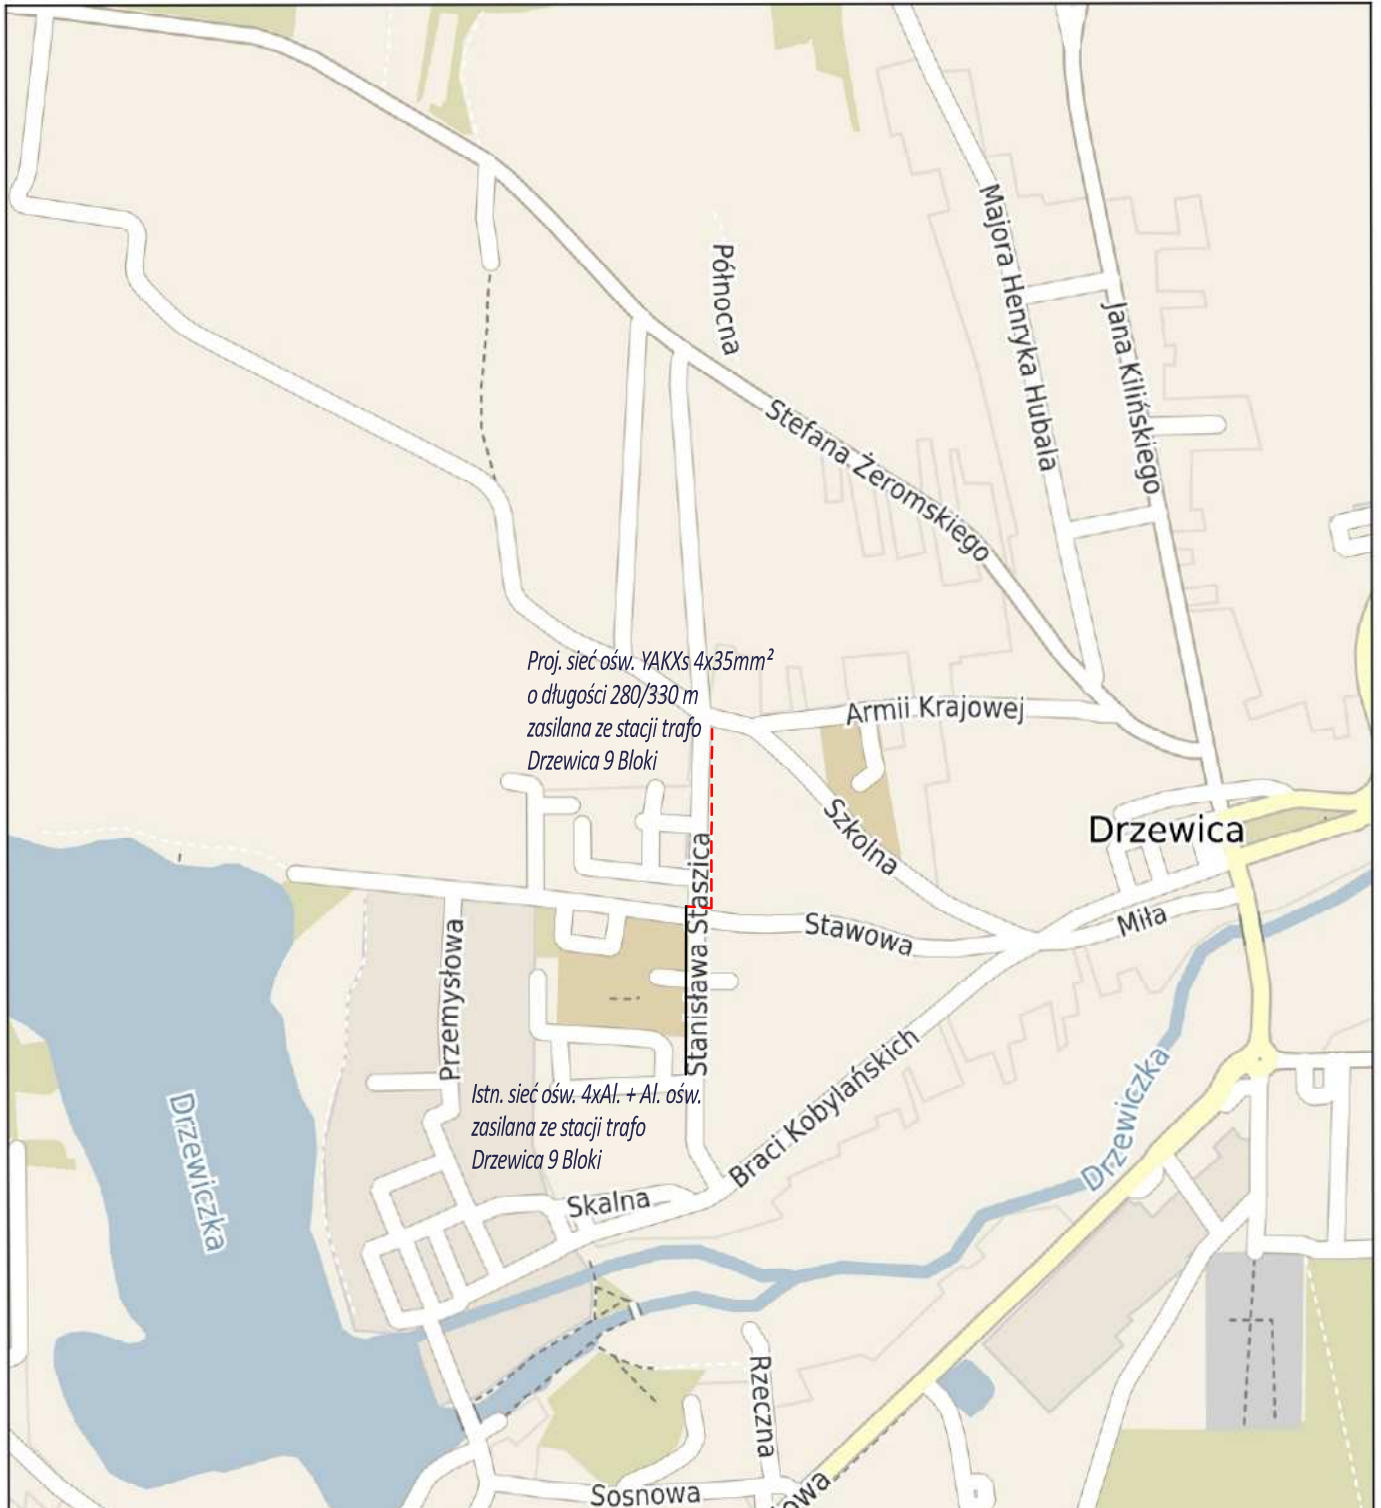 Północna
Majora Henryka Hubala
Jana Kilińskiego
Stefana Żeromskiego
Proj. sieć ośw. YAKXs 4x35mm²
o długości 280/330 m
zasilana ze stacji trafo
Drzewica 9 Bloki
Armii Krajowej
Szkolna
Drzewica
Stanisława Staszica
Stawowa
Miła
Przemysłowa
Istn. sieć ośw. 4xAl. + Al. ośw.
zasilana ze stacji trafo
Drzewica 9 Bloki
Braci Kobylańskich
Drzewiczka
Drzewiczka
Skalna
Rzeczna
Sosnowa
owa